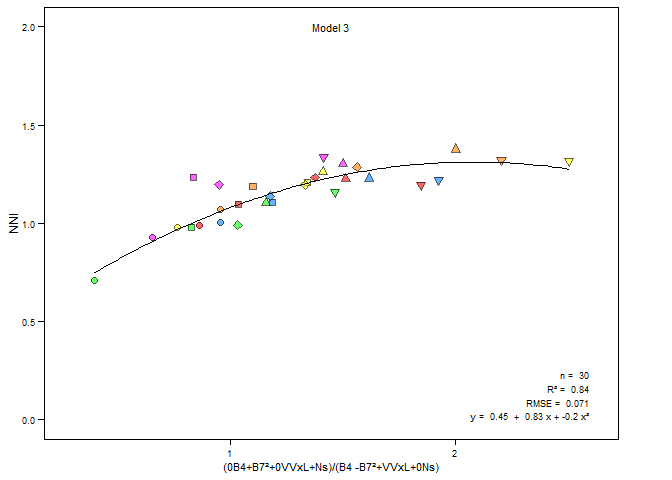 Model 3
2.0
1.5
1.0
0.5
0.0
NNI
n = 30
R² = 0.84
RMSE = 0.071
y = 0.45 + 0.83 x + -0.2 x²
1 2
(0B4+B7²+0VVxL+Ns)/(B4 -B7²+VVxL+0Ns)